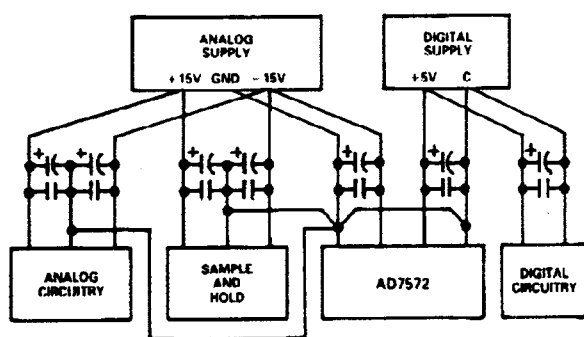 ANALOG
SUPPLY
+15V GND -15V
DIGITAL
SUPPLY
+5V C
+ + + + + + +
ANALOG
CIRCUITRY
SAMPLE
AND
HOLD
AD7572
DIGITAL
CIRCUITRY